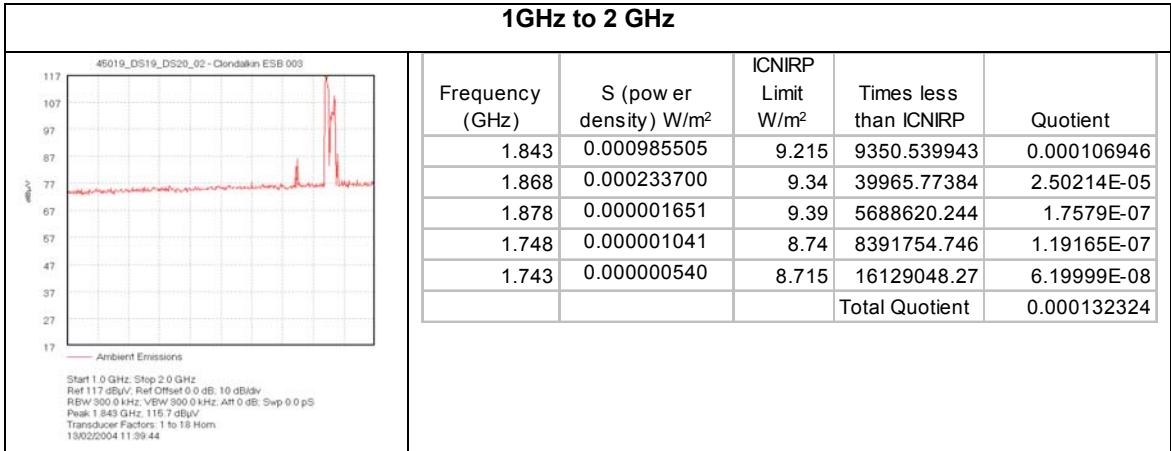 1GHz to 2 GHz
45019_DS19_DS20_02 - Clondalkin ESB 003
117
107
97
87
77
67
57
47
37
27
17
dBµV
Ambient Emissions
Start 1.0 GHz; Stop 2.0 GHz
Ref 117 dBµV; Ref Offset 0.0 dB; 10 dB/div
RBW 300.0 kHz; VBW 300.0 kHz; Att 0 dB; Swp 0.0 pS
Peak 1.843 GHz, 115.7 dBµV
Transducer Factors: 1 to 18 Horn
13/02/2004 11:39:44
Frequency (GHz) S (pow er density) W/m² ICNIRP Limit W/m² Times less than ICNIRP Quotient
1.843 0.000985505 9.215 9350.539943 0.000106946
1.868 0.000233700 9.34 39965.77384 2.50214E-05
1.878 0.000001651 9.39 5688620.244 1.7579E-07
1.748 0.000001041 8.74 8391754.746 1.19165E-07
1.743 0.000000540 8.715 16129048.27 6.19999E-08
Total Quotient 0.000132324